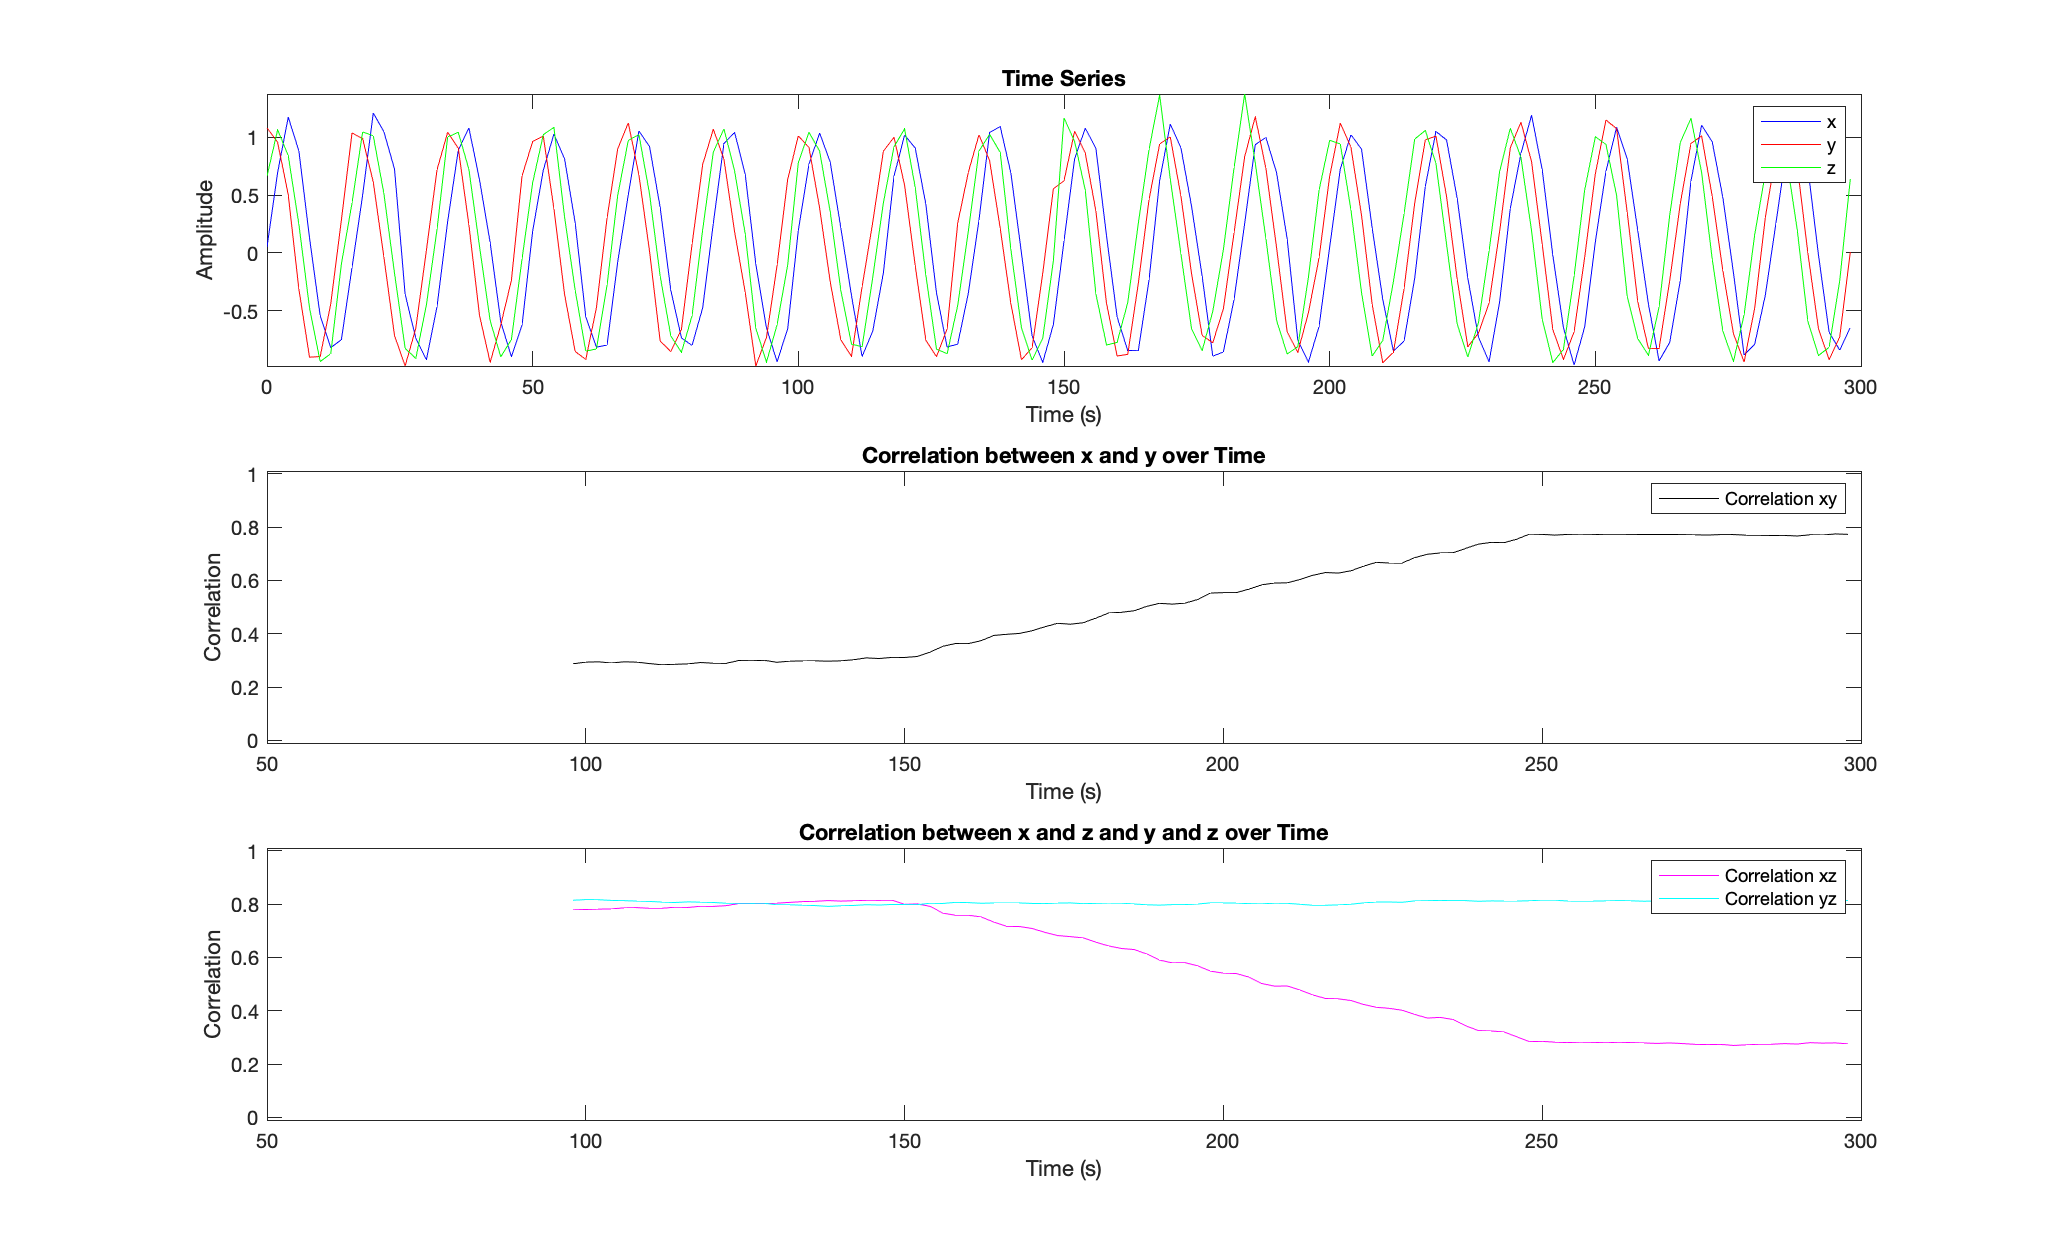 Time Series
1
0.5
0
-0.5
Amplitude
x
y
z
0 50 100 150 200 250 300
Time (s)
Correlation between x and y over Time
1
0.8
0.6
0.4
0.2
0
Correlation
Correlation xy
50 100 150 200 250 300
Time (s)
Correlation between x and z and y and z over Time
1
0.8
0.6
0.4
0.2
0
Correlation
Correlation xz
Correlation yz
50 100 150 200 250 300
Time (s)